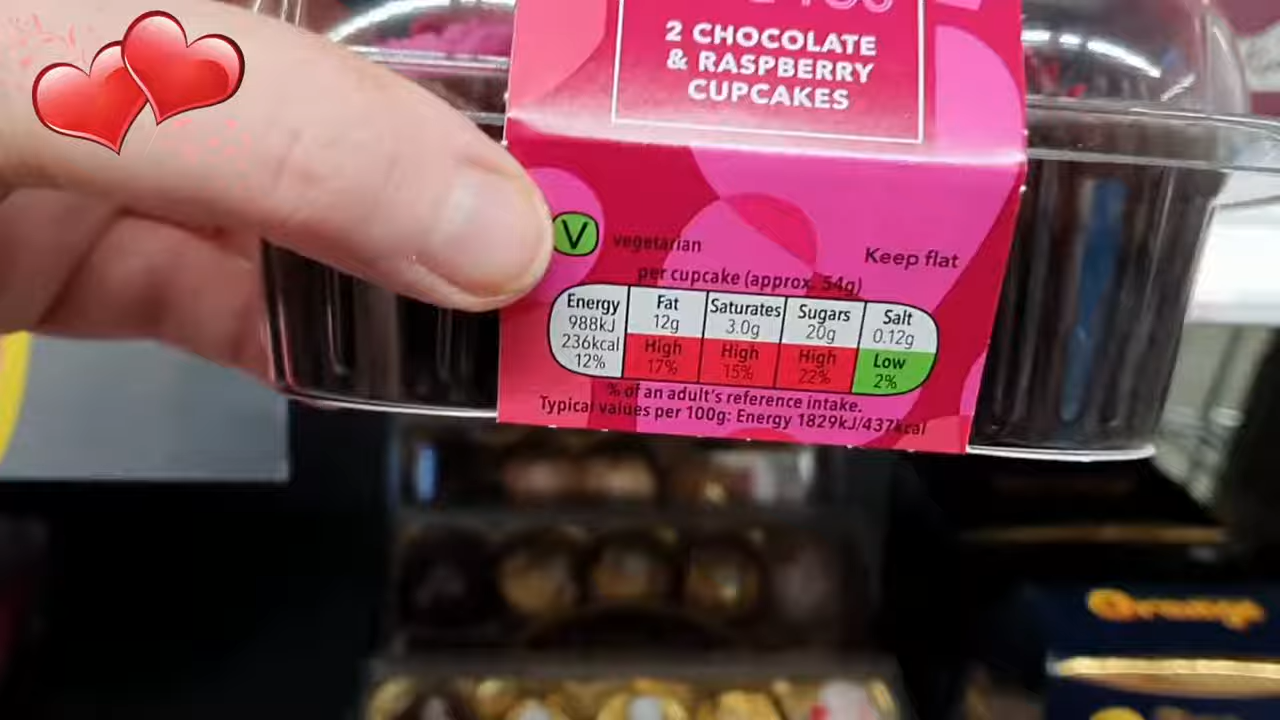 2 CHOCOLATE
& RASPBERRY
CUPCAKES
V vegetarian
Keep flat
per cupcake (approx. 54g)
Energy Fat Saturates Sugars Salt
988kJ 12g 3.0g 20g 0.12g
236kcal High High High Low
12% 17% 15% 22% 2%
% of an adult's reference intake.
Typical values per 100g: Energy 1829kJ/437kcal
Orange